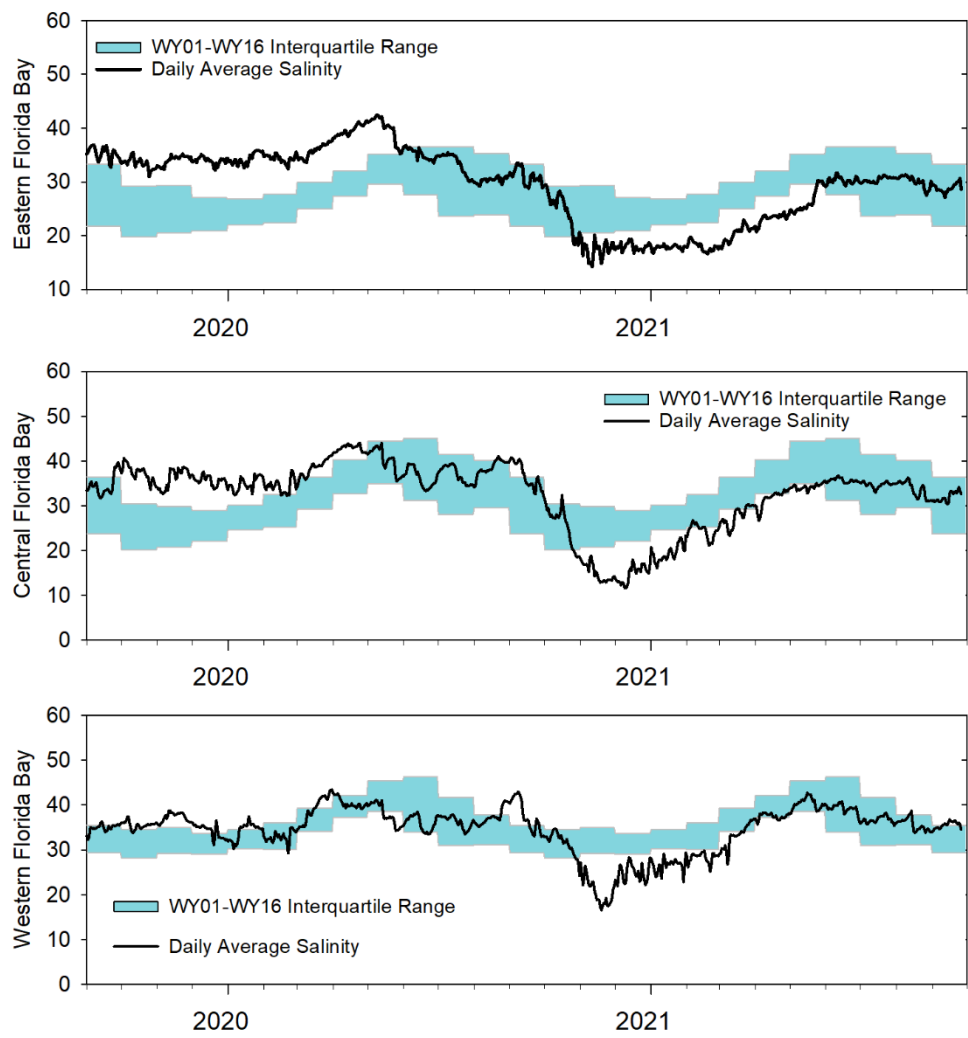 60
WY01-WY16 Interquartile Range
50
Daily Average Salinity
40
30
20
10
Eastern Florida Bay
2020 2021
60
WY01-WY16 Interquartile Range
50
Daily Average Salinity
40
30
20
10
0
Central Florida Bay
2020 2021
60
50
40
30
20
WY01-WY16 Interquartile Range
10
Daily Average Salinity
0
Western Florida Bay
2020 2021